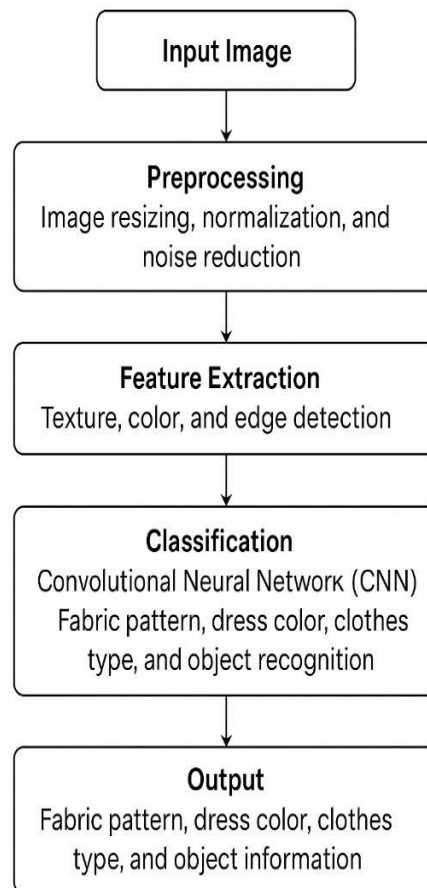 Input Image
Preprocessing
Image resizing, normalization, and
noise reduction
Feature Extraction
Texture, color, and edge detection
Classification
Convolutional Neural Network (CNN)
Fabric pattern, dress color, clothes
type, and object recognition
Output
Fabric pattern, dress color, clothes
type, and object information